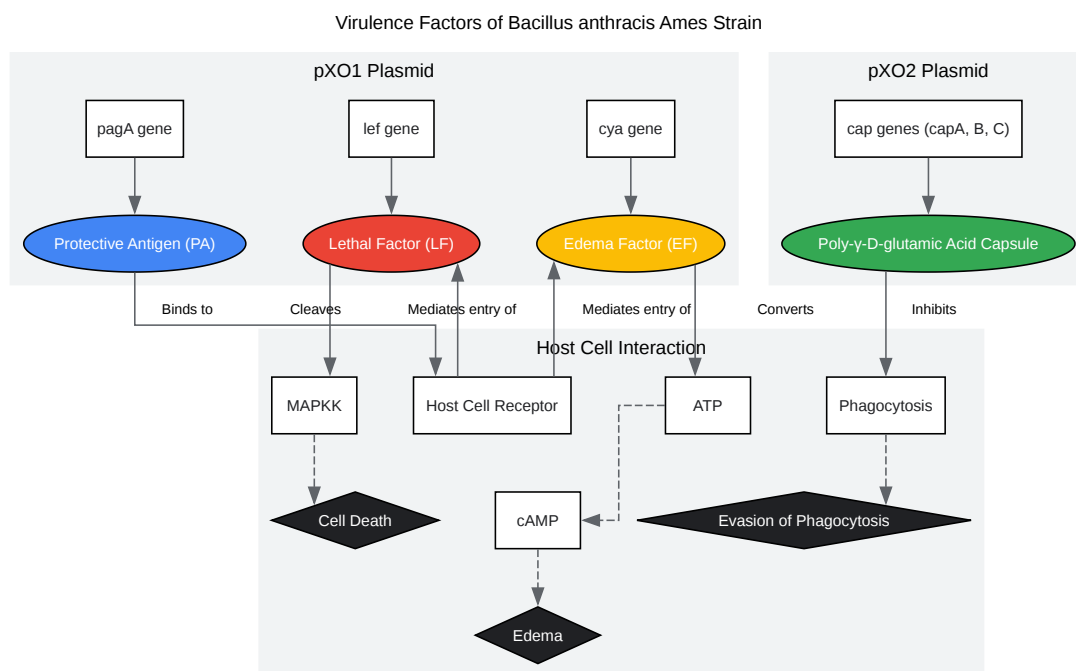 Virulence Factors of Bacillus anthracis Ames Strain
pXO1 Plasmid
pXO2 Plasmid
pagA gene
lef gene
cya gene
cap genes (capA, B, C)
Protective Antigen (PA)
Lethal Factor (LF)
Edema Factor (EF)
Poly-γ-D-glutamic Acid Capsule
Binds to
Cleaves
Mediates entry of
Mediates entry of
Converts
Inhibits
Host Cell Interaction
MAPKK
Host Cell Receptor
ATP
Phagocytosis
Cell Death
cAMP
Evasion of Phagocytosis
Edema